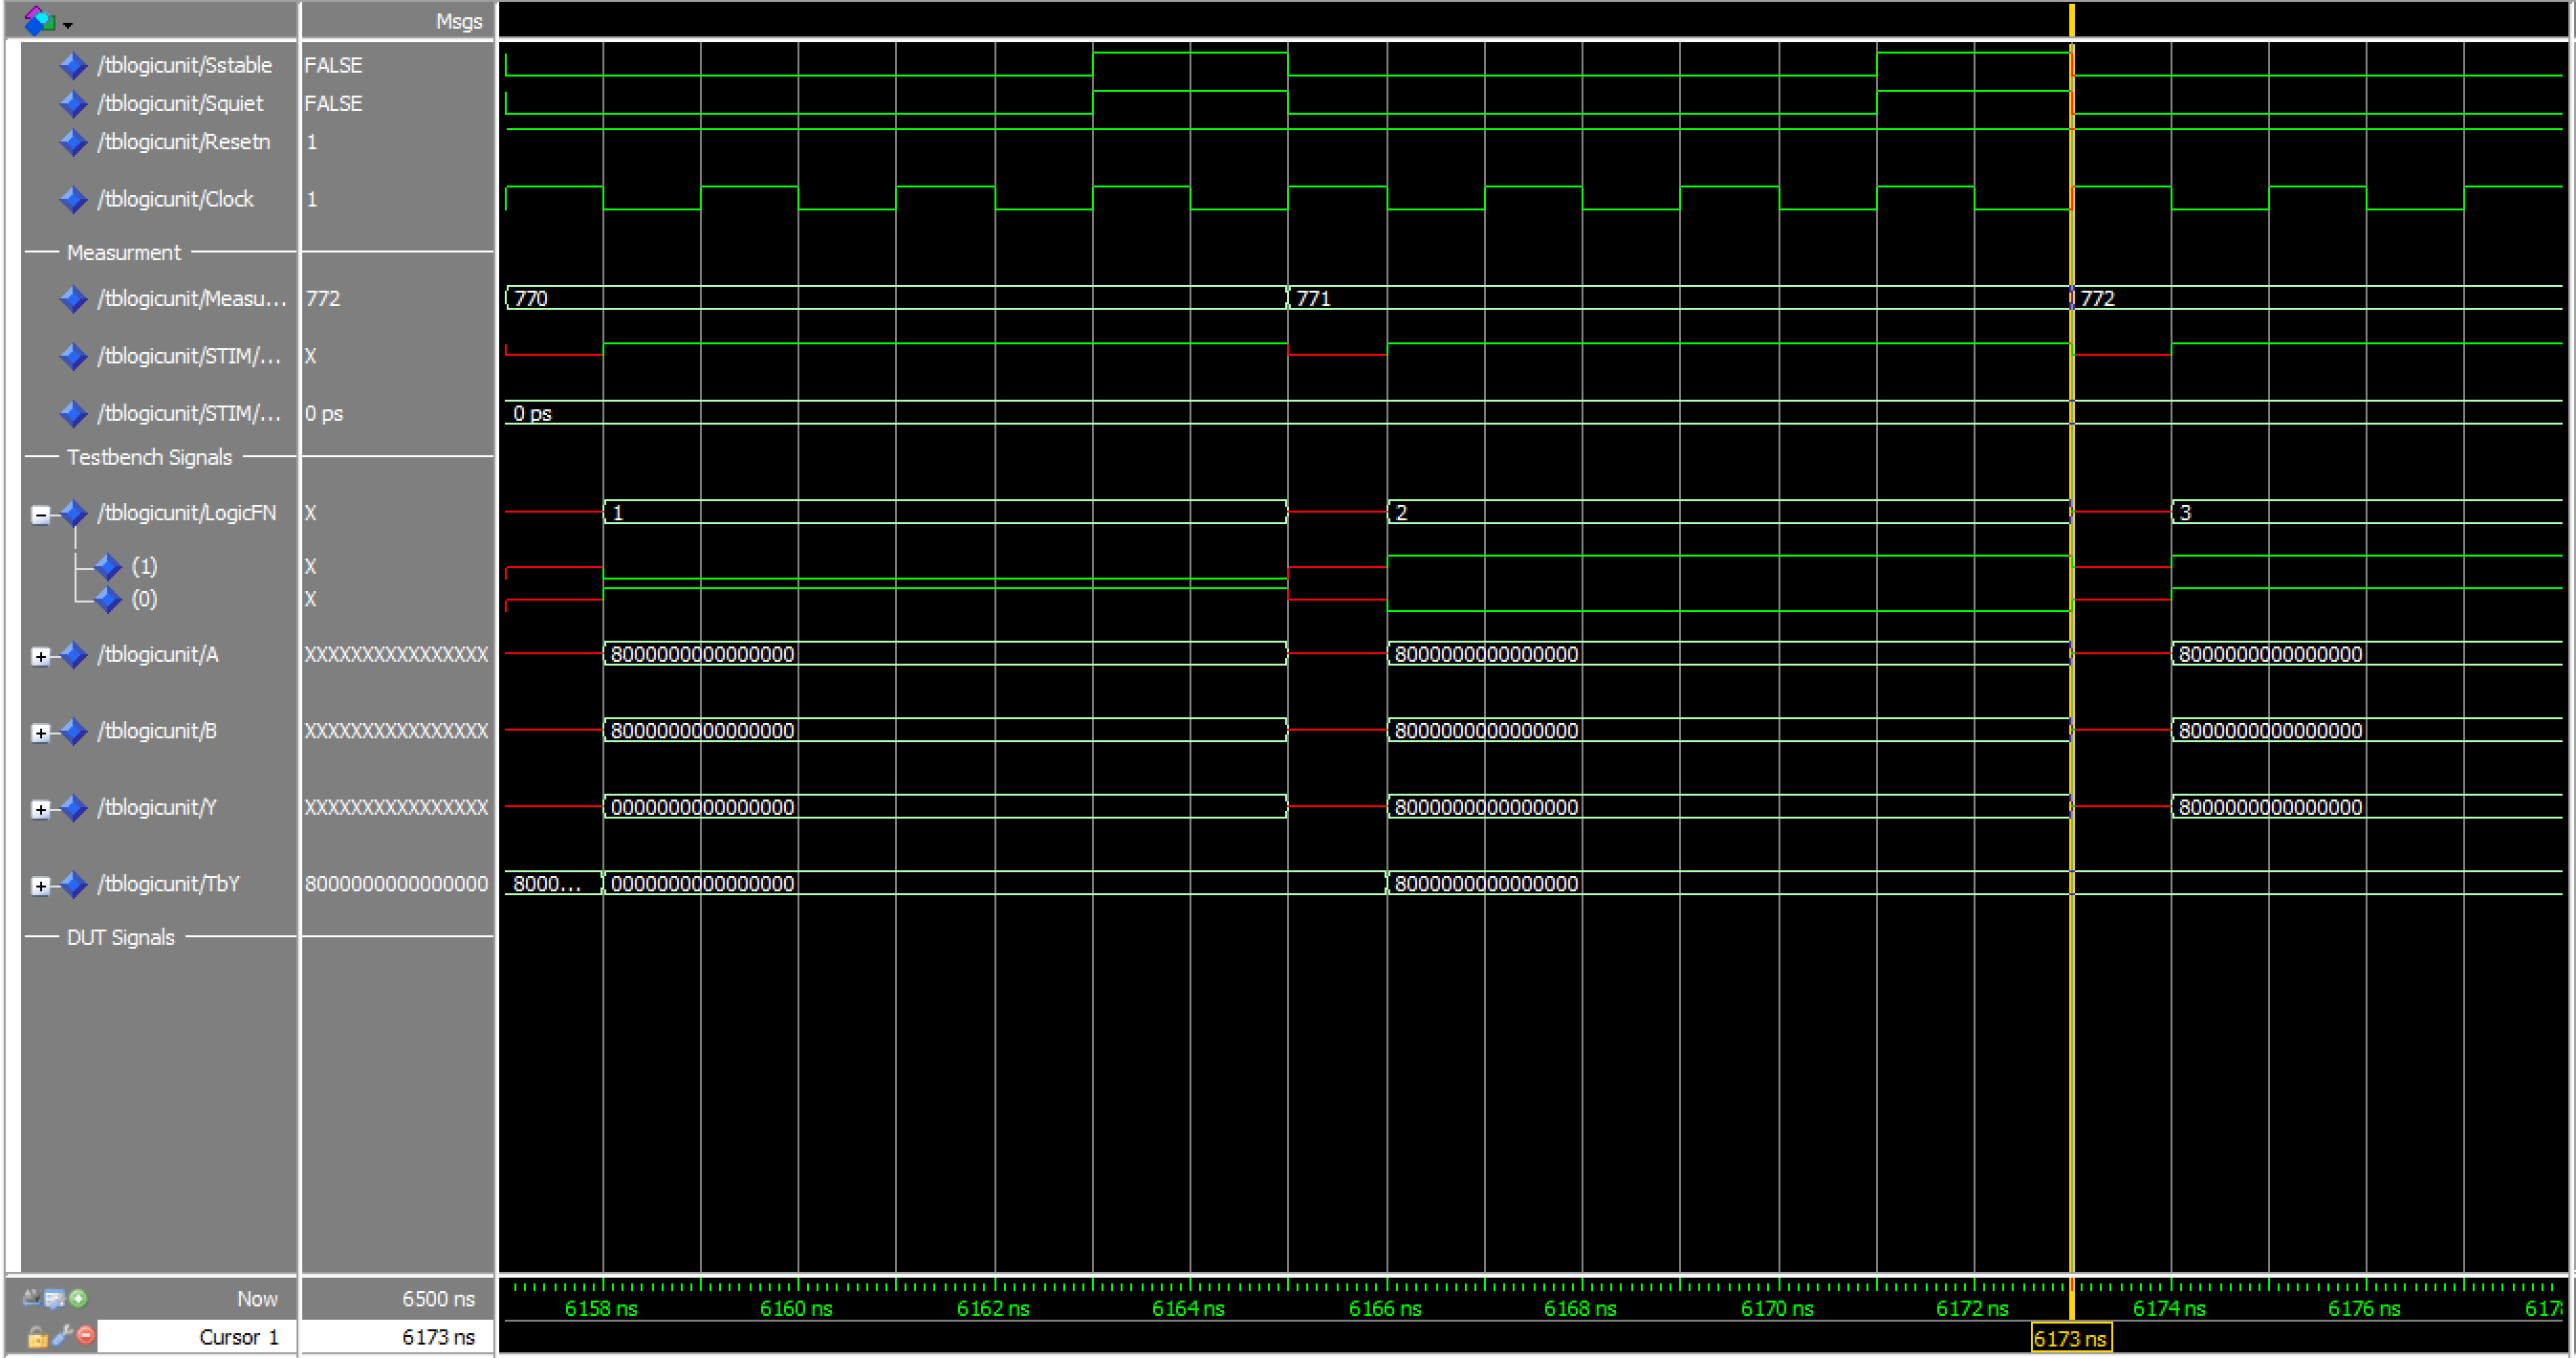 Msgs
/tblogicunit/Sstable FALSE
/tblogicunit/Squiet FALSE
/tblogicunit/Resetn 1
/tblogicunit/Clock 1
Measurment
/tblogicunit/Measu... 772 770 771 772
/tblogicunit/STIM/... X
/tblogicunit/STIM/... 0 ps 0 ps
Testbench Signals
/tblogicunit/LogicFN X 1 2 3
(1) X
(0) X
/tblogicunit/A XXXXXXXXXXXXXXXX 8000000000000000 8000000000000000 8000000000000000
/tblogicunit/B XXXXXXXXXXXXXXXX 8000000000000000 8000000000000000 8000000000000000
/tblogicunit/Y XXXXXXXXXXXXXXXX 0000000000000000 8000000000000000 8000000000000000
/tblogicunit/TbY 8000000000000000 8000... 0000000000000000 8000000000000000
DUT Signals
Now 6500 ns 6158 ns 6160 ns 6162 ns 6164 ns 6166 ns 6168 ns 6170 ns 6172 ns 6174 ns 6176 ns
Cursor 1 6173 ns 6173 ns